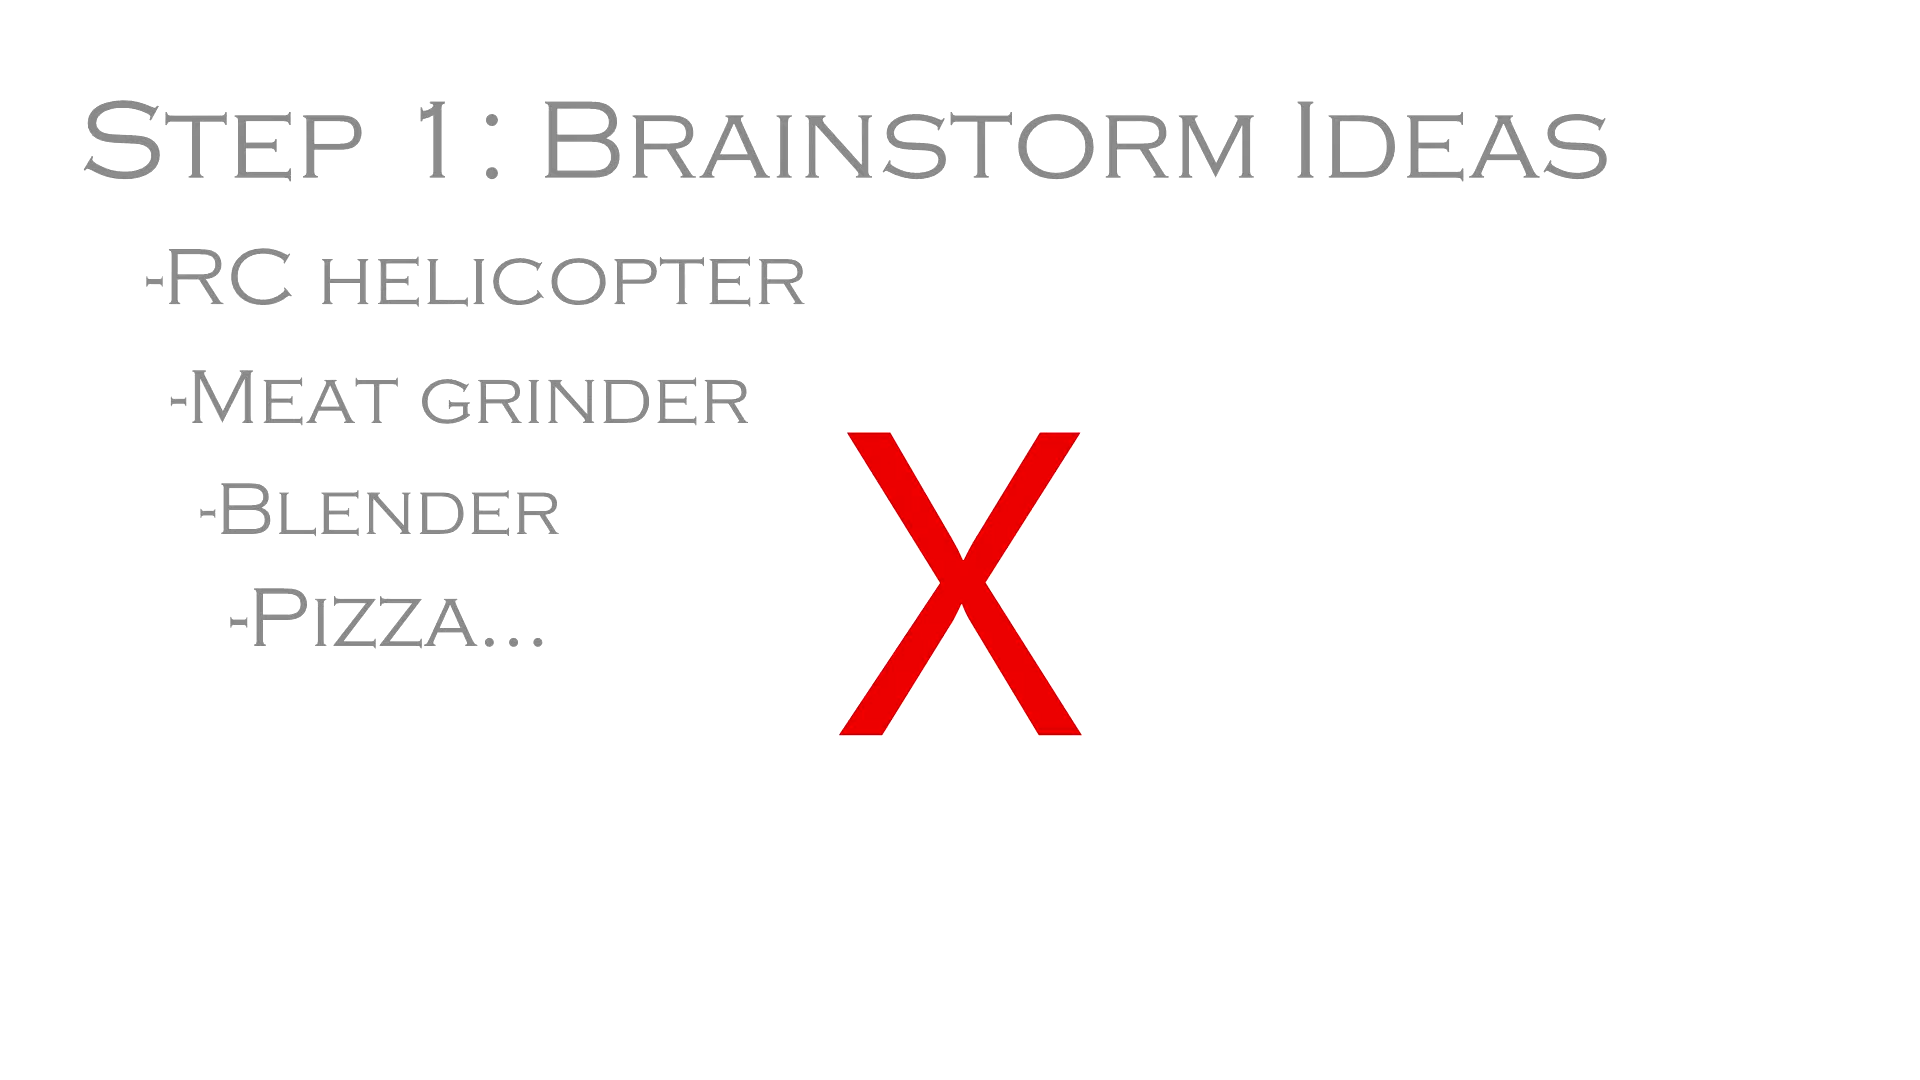 Step 1: Brainstorm Ideas
-RC helicopter
-Meat grinder
-Blender
-Pizza...
X